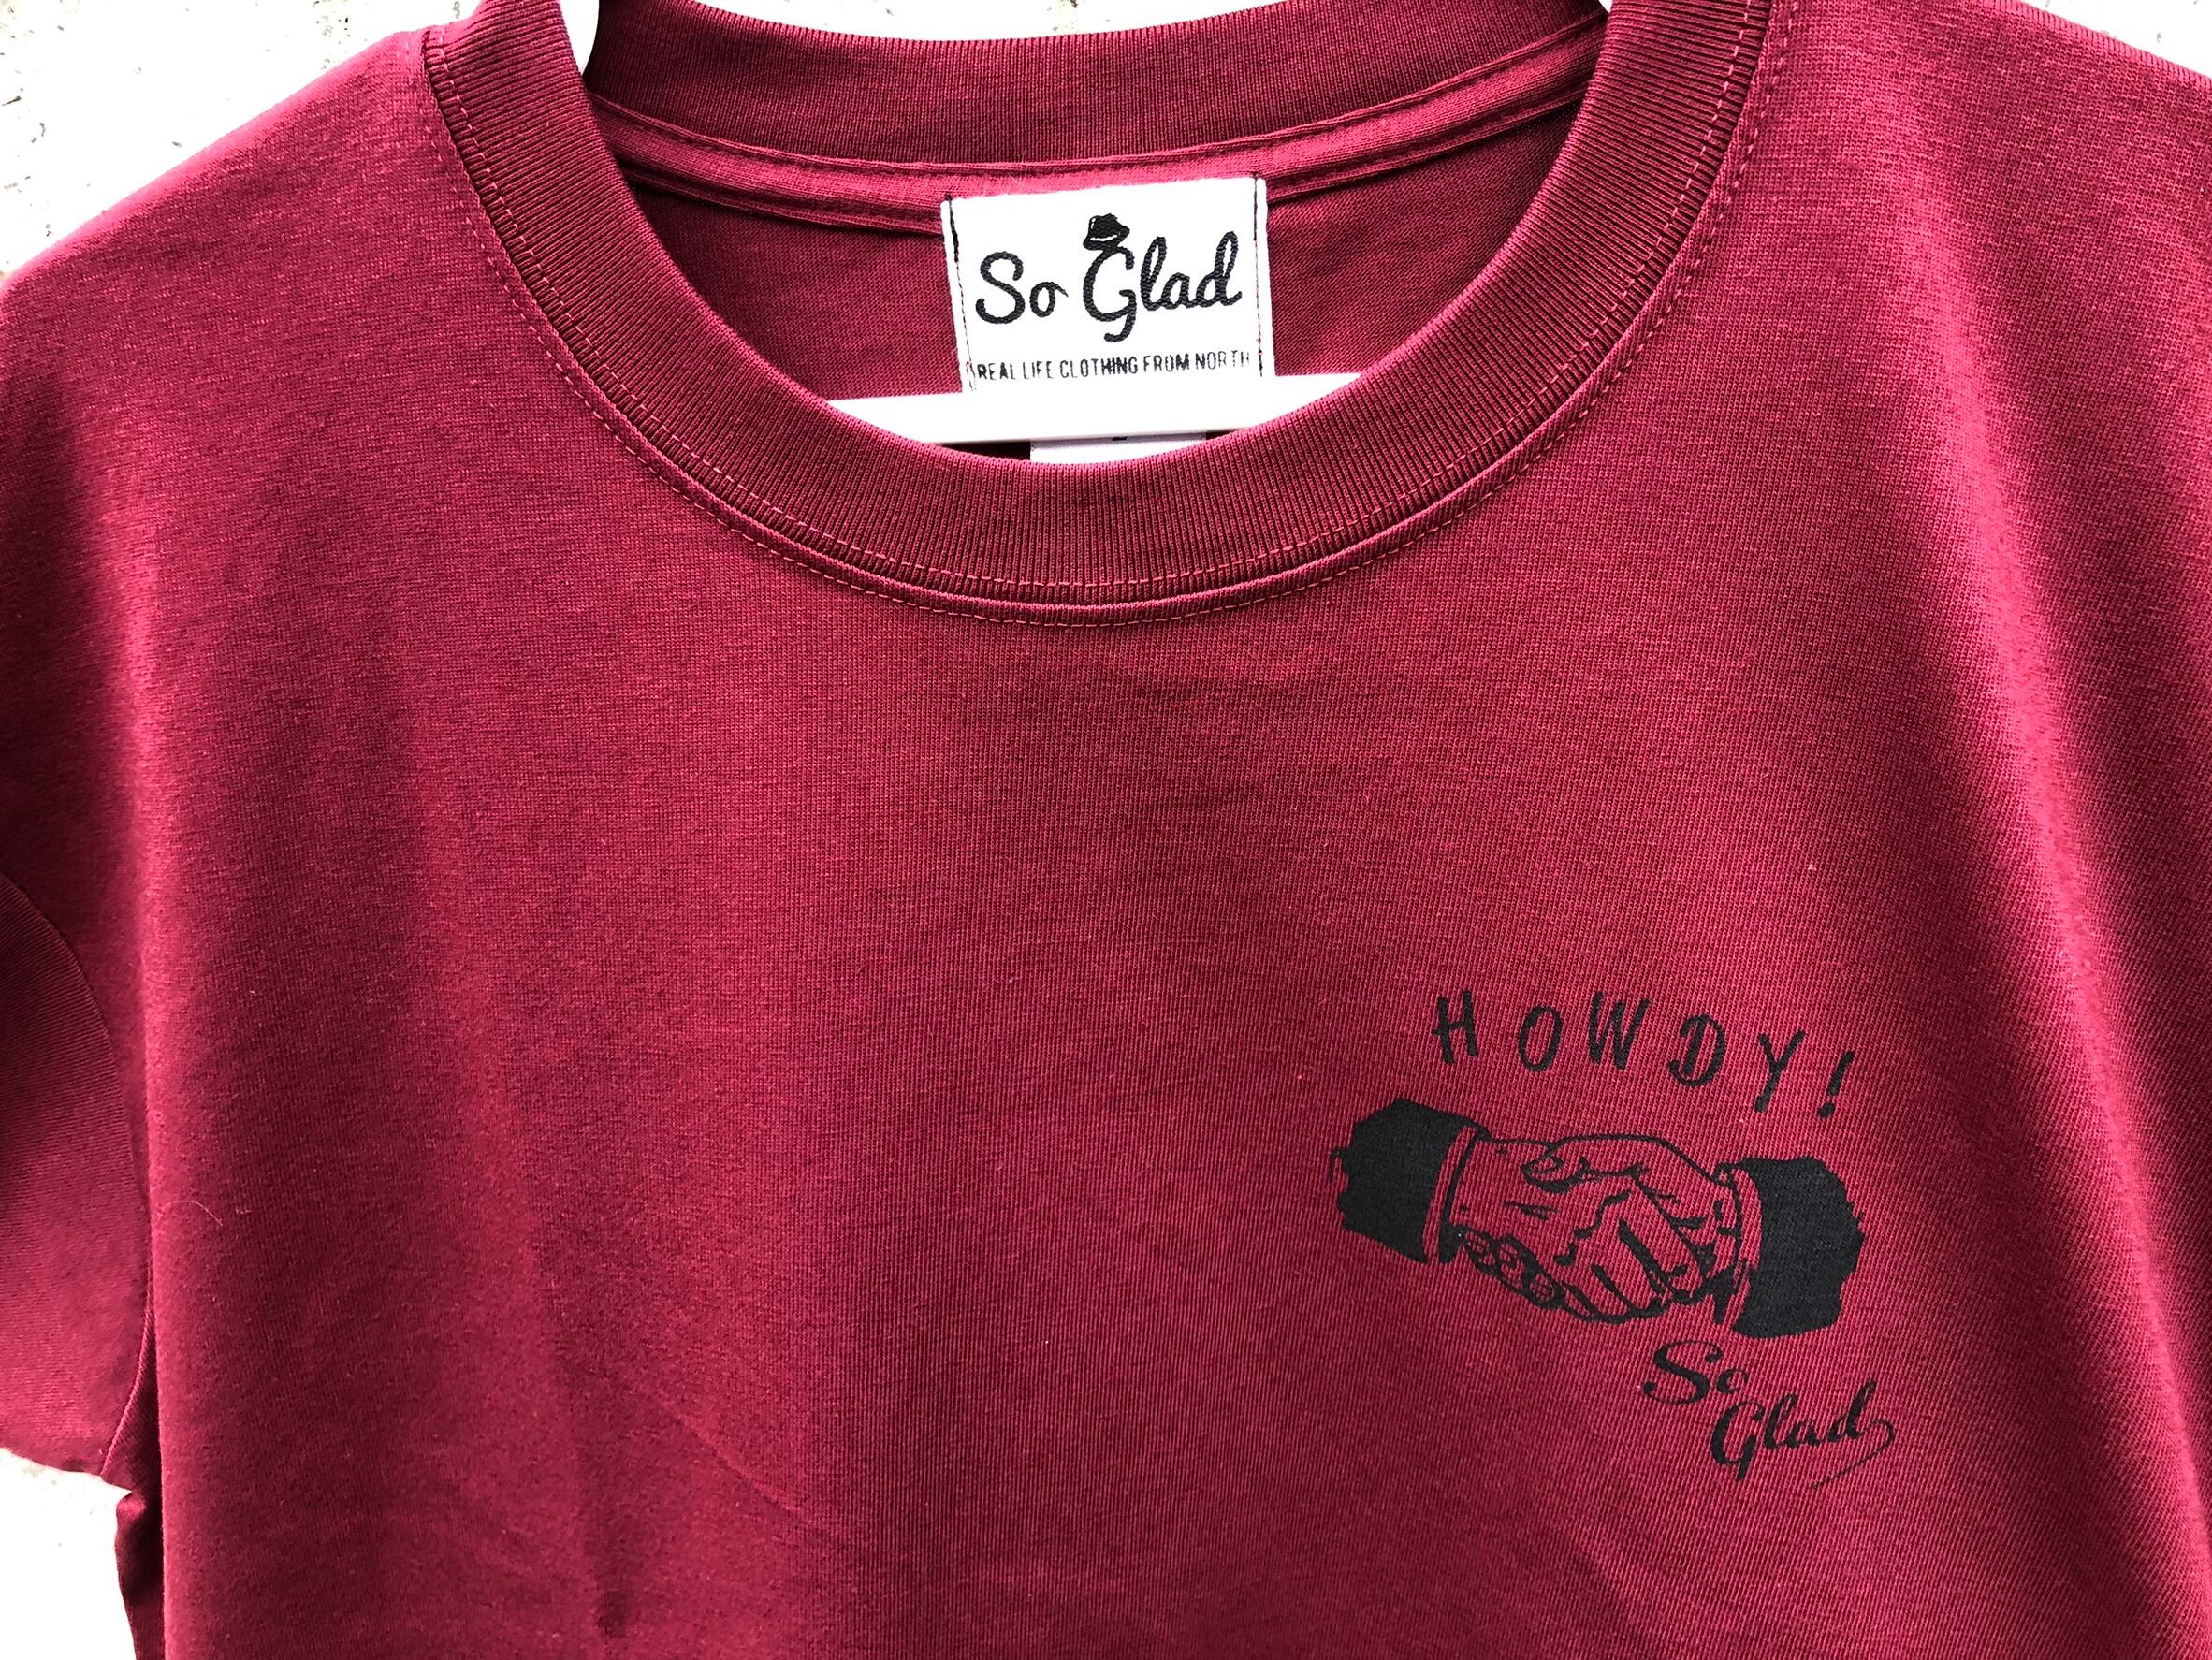 So Glad
REAL LIFE CLOTHING FROM NORTH
HOWDY!
So
Glad